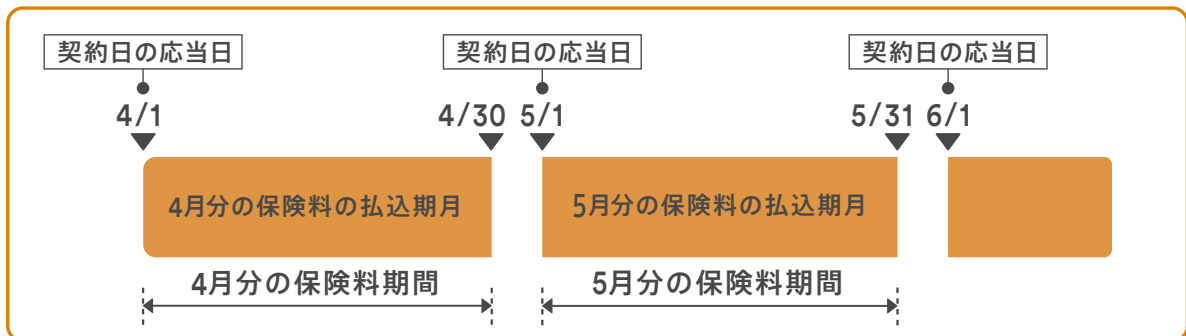 契約日の応当日 契約日の応当日 契約日の応当日
4/1 4/30 5/1 5/31 6/1
4月分の保険料の払込期月 5月分の保険料の払込期月
4月分の保険料期間 5月分の保険料期間